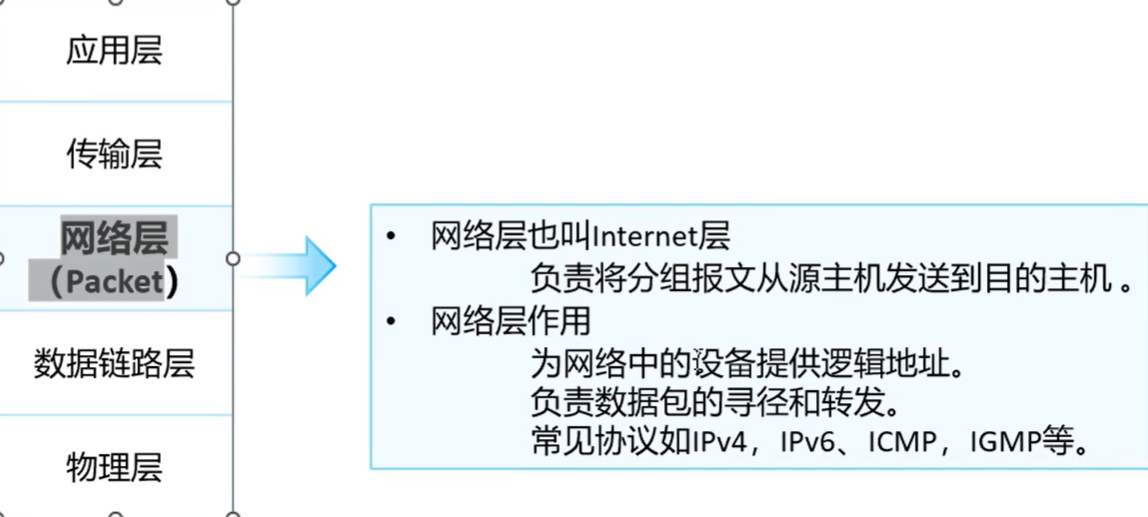 应用层
传输层
网络层
（Packet）
数据链路层
物理层
• 网络层也叫Internet层
负责将分组报文从源主机发送到目的主机。
• 网络层作用
为网络中的设备提供逻辑地址。
负责数据包的寻径和转发。
常见协议如IPv4，IPv6、ICMP，IGMP等。